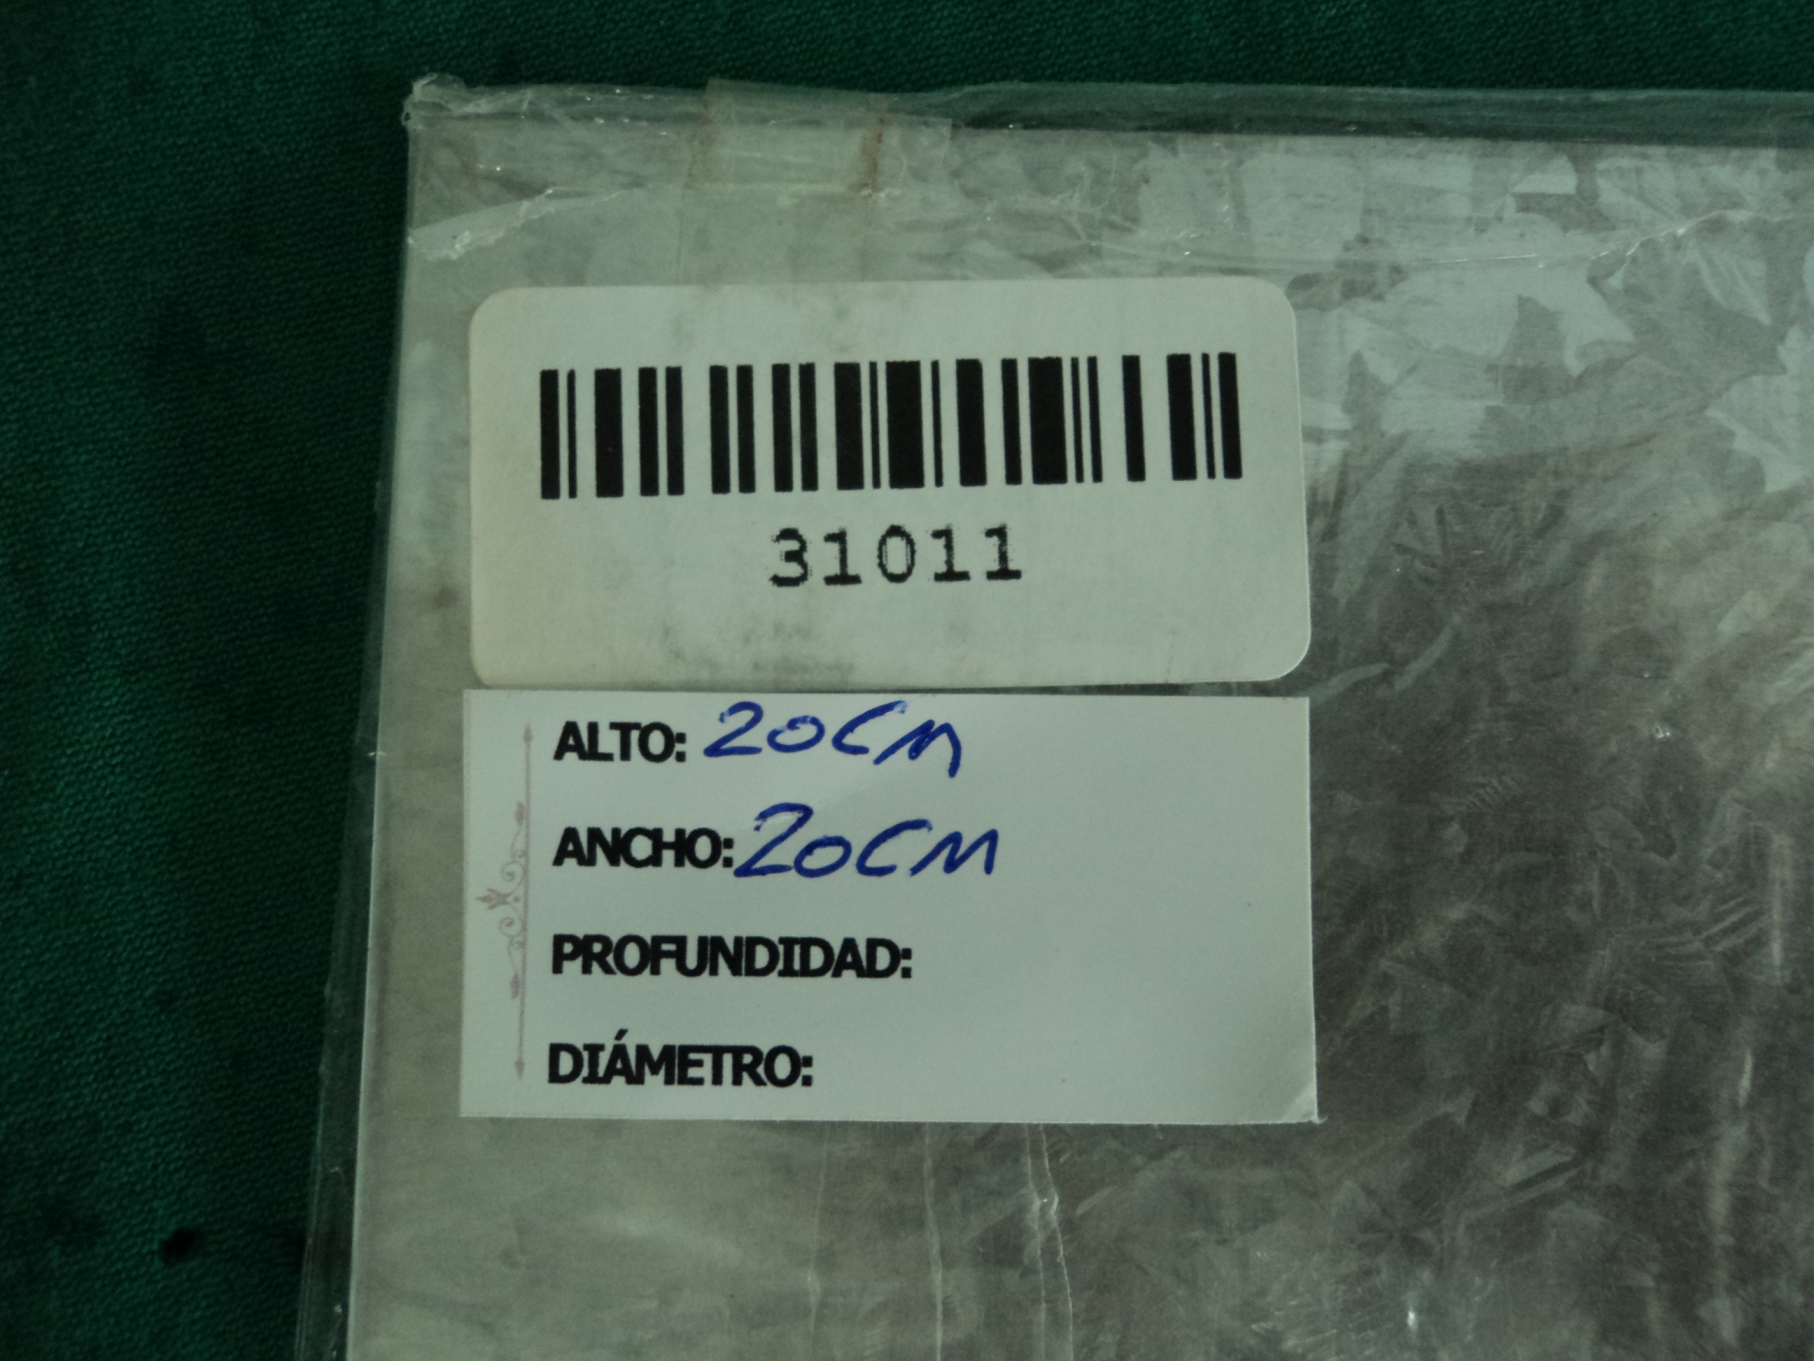 31011
ALTO: 20CM
ANCHO: 20CM
PROFUNDIDAD:
DIÁMETRO: